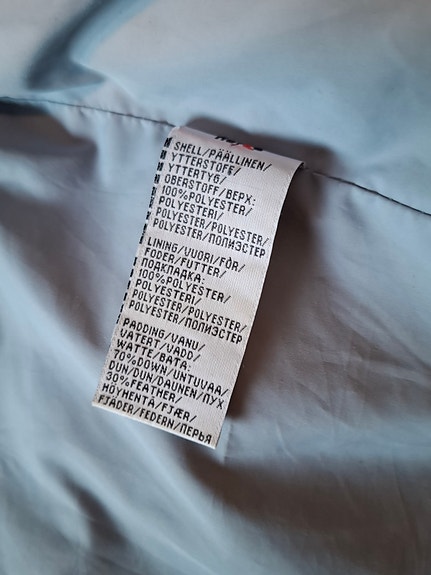 SHELL/PÄÄLLINEN/
YTTERSTOFF/
YTTERTYG/
OBERSTOFF/ВЕРХ:
100%POLYESTER/
POLYESTERI/
POLYESTER/POLYESTER/
POLYESTER/ПОЛИЭСТЕР
LINING/VUORI/FÔR/
FODER/FUTTER/
ПОДКЛАДКА:
100%POLYESTER/
POLYESTERI/
POLYESTER/POLYESTER/
POLYESTER/ПОЛИЭСТЕР
PADDING/VANU/
VATERT/VADD/
WATTE/ВАТА:
70%DOWN/UNTUVAA/
DUN/DUN/DAUNEN/ПУХ
30%FEATHER/
HÖYHENTÄ/FJÆR/
FJÄDER/FEDERN/ПЕРЬЯ